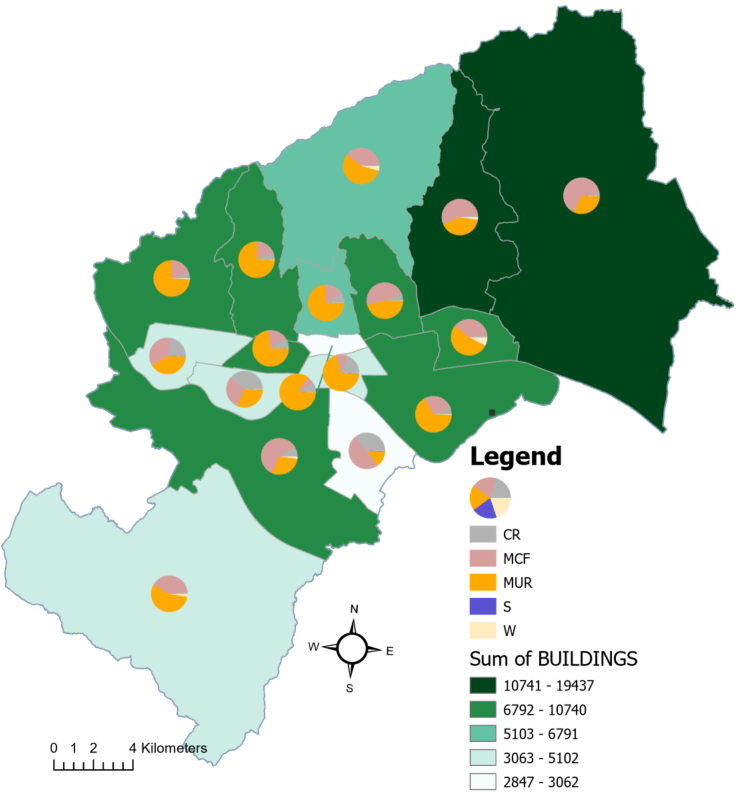 Legend
CR
MCF
MUR
S
W
Sum of BUILDINGS
10741 - 19437
6792 - 10740
5103 - 6791
3063 - 5102
2847 - 3062
N
W E
S
0 1 2 4 Kilometers